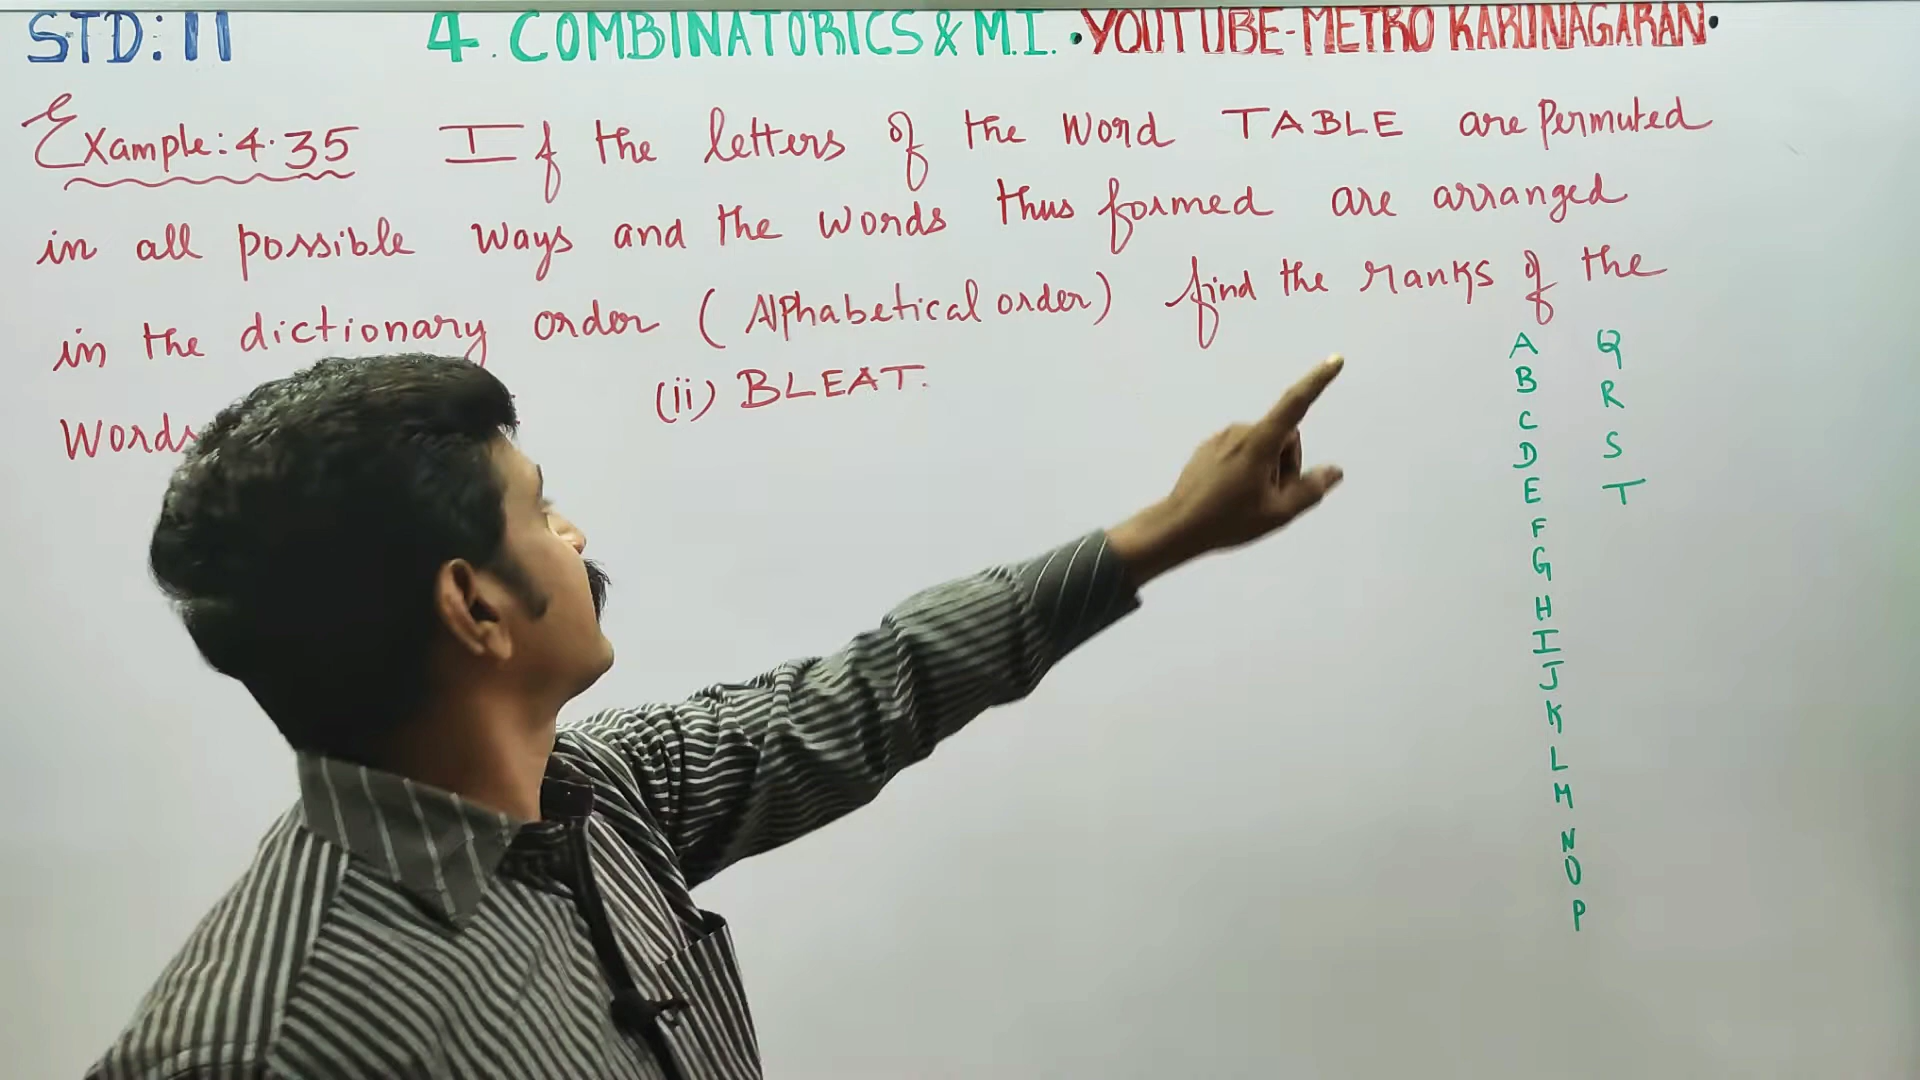 STD: 11 4. COMBINATORICS & M.I. •YOUTUBE-METRO KARUNAGARAN•
Example: 4.35 If the letters of the word TABLE are Permuted
in all possible ways and the words thus formed are arranged
in the dictionary order (Alphabetical order) find the ranks of the
Words (ii) BLEAT.
A
B
C
D
E
F
G
H
I
J
K
L
M
N
O
P
Q
R
S
T